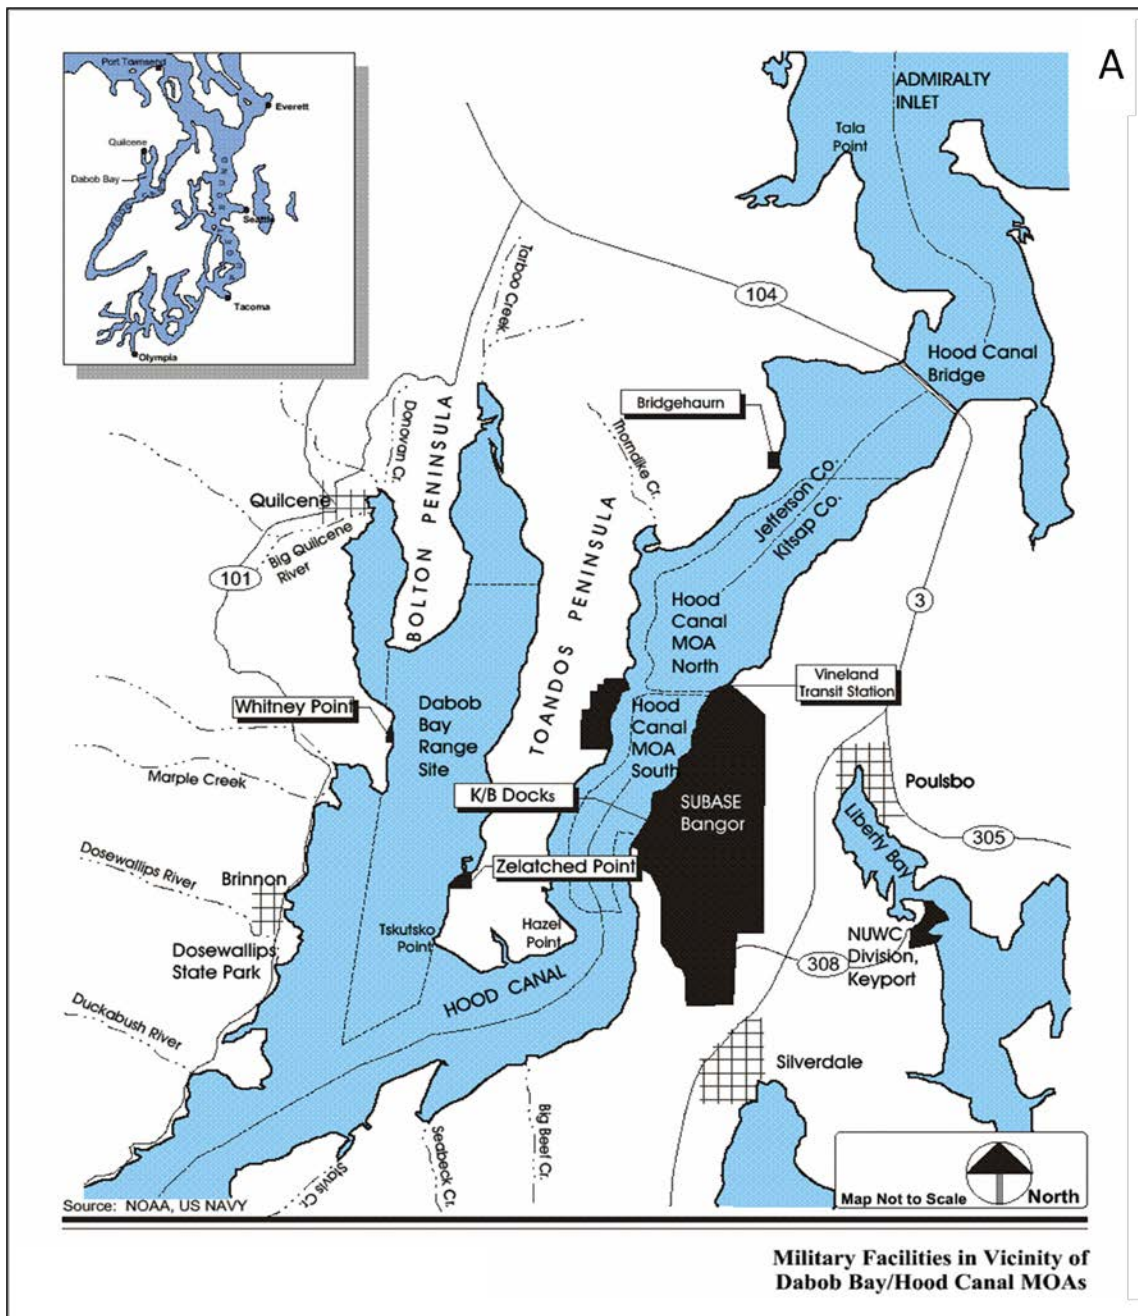 A
Port Townsend
Everett
Quilcene
Dabob Bay
Seattle
Tacoma
Olympia
ADMIRALTY
INLET
Tala
Point
Tarboo Creek
104
Hood Canal
Bridge
Bridgehaurn
Donovan Cr.
Thorndike Cr.
Quilcene
BOLTON PENINSULA
Jefferson Co.
Kitsap Co.
Big Quilcene
River
101
TOANDOS PENINSULA
3
Hood
Canal
MOA
North
Vineland
Transit Station
Whitney Point
Dabob
Bay
Range
Site
Hood
Canal
MOA
South
Marple Creek
K/B Docks
SUBASE
Bangor
Poulsbo
Liberty Bay
305
Dosewallips River
Brinnon
Zelatched Point
Tskutsko
Point
Hazel
Point
Dosewallips
State Park
NUWC
Division,
Keyport
308
HOOD CANAL
Duckabush River
Silverdale
Big Beef Cr.
Seabeck Cr.
Stavis Cr.
Map Not to Scale
North
Source: NOAA, US NAVY
Military Facilities in Vicinity of
Dabob Bay/Hood Canal MOAs